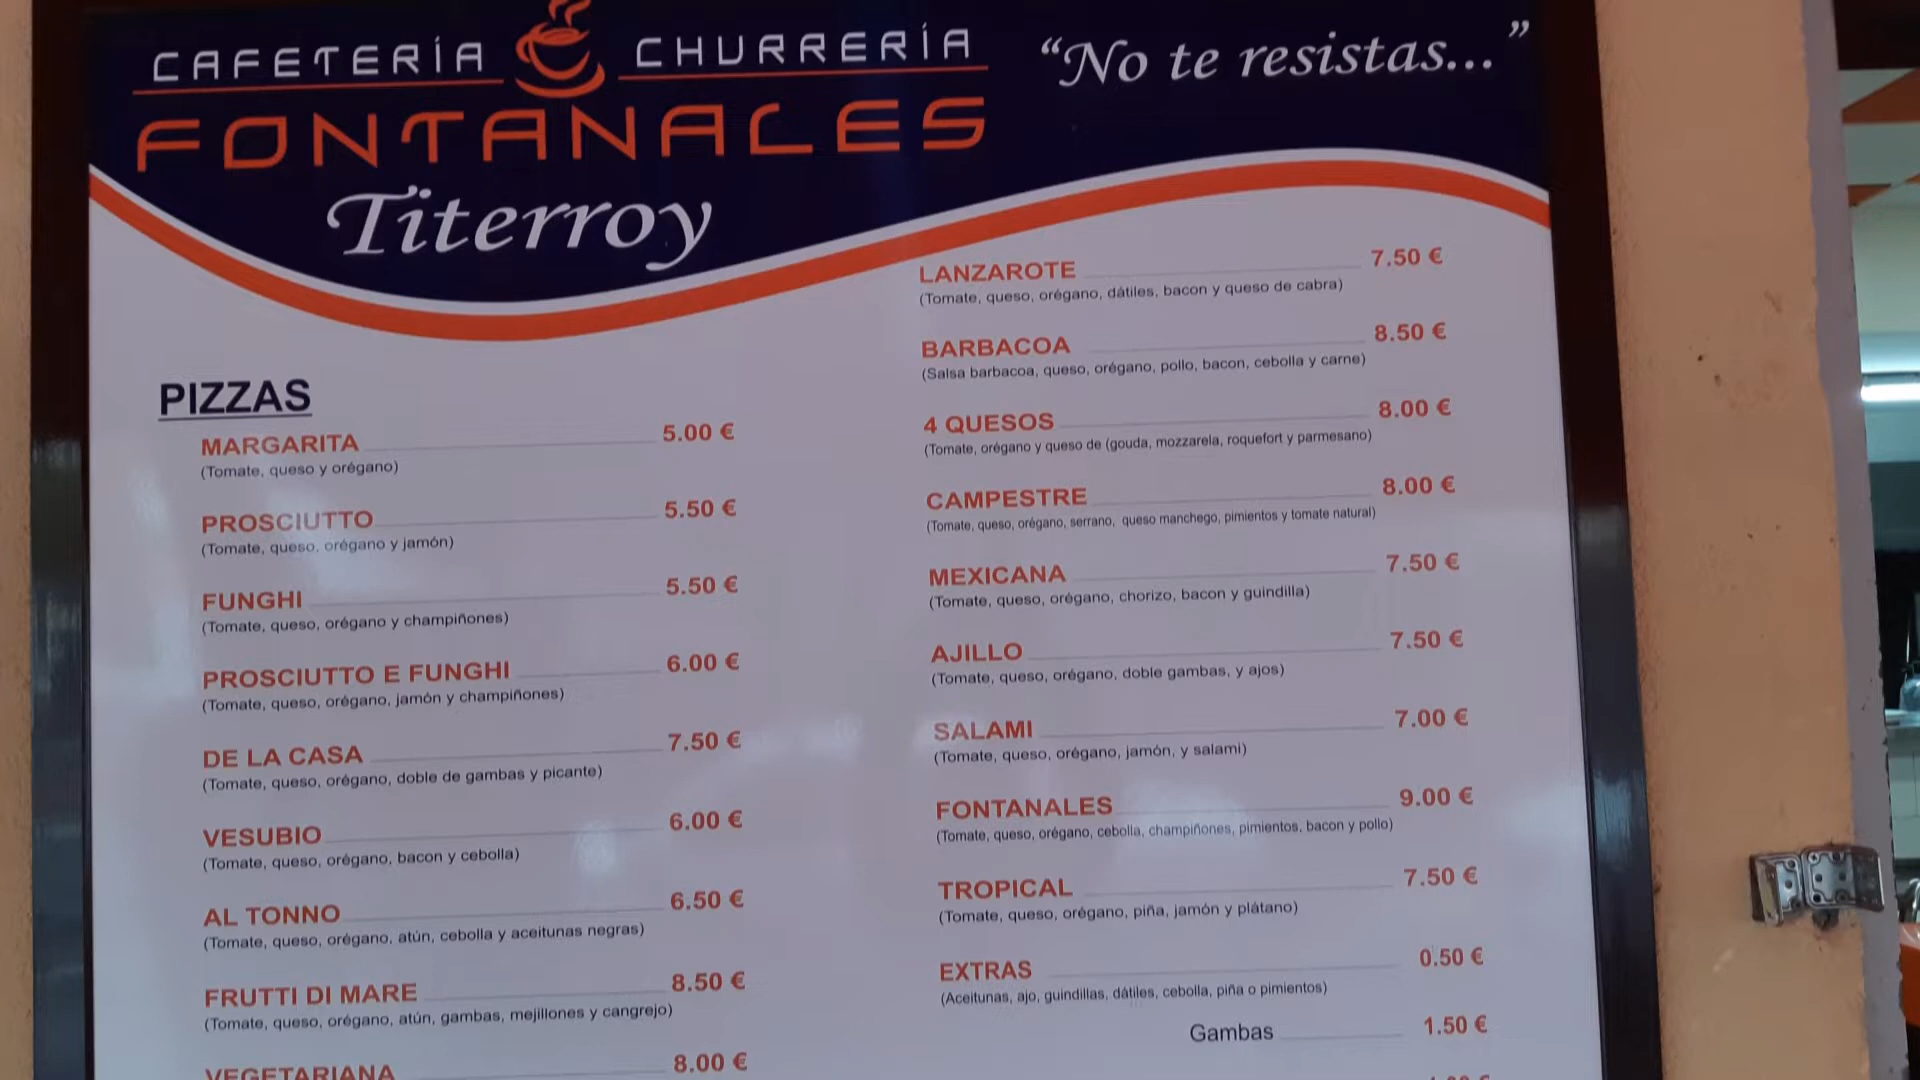 CAFETERÍA CHURRERÍA
FONTANALES
Titerroy
“No te resistas...”
PIZZAS
MARGARITA 5.00 €
(Tomate, queso y orégano)
PROSCIUTTO 5.50 €
(Tomate, queso, orégano y jamón)
FUNGHI 5.50 €
(Tomate, queso, orégano y champiñones)
PROSCIUTTO E FUNGHI 6.00 €
(Tomate, queso, orégano, jamón y champiñones)
DE LA CASA 7.50 €
(Tomate, queso, orégano, doble de gambas y picante)
VESUBIO 6.00 €
(Tomate, queso, orégano, bacon y cebolla)
AL TONNO 6.50 €
(Tomate, queso, orégano, atún, cebolla y aceitunas negras)
FRUTTI DI MARE 8.50 €
(Tomate, queso, orégano, atún, gambas, mejillones y cangrejo)
VEGETARIANA 8.00 €
LANZAROTE 7.50 €
(Tomate, queso, orégano, dátiles, bacon y queso de cabra)
BARBACOA 8.50 €
(Salsa barbacoa, queso, orégano, pollo, bacon, cebolla y carne)
4 QUESOS 8.00 €
(Tomate, orégano y queso de (gouda, mozzarela, roquefort y parmesano)
CAMPESTRE 8.00 €
(Tomate, queso, orégano, serrano, queso manchego, pimientos y tomate natural)
MEXICANA 7.50 €
(Tomate, queso, orégano, chorizo, bacon y guindilla)
AJILLO 7.50 €
(Tomate, queso, orégano, doble gambas, y ajos)
SALAMI 7.00 €
(Tomate, queso, orégano, jamón, y salami)
FONTANALES 9.00 €
(Tomate, queso, orégano, cebolla, champiñones, pimientos, bacon y pollo)
TROPICAL 7.50 €
(Tomate, queso, orégano, piña, jamón y plátano)
EXTRAS 0.50 €
(Aceitunas, ajo, guindillas, dátiles, cebolla, piña o pimientos)
Gambas 1.50 €